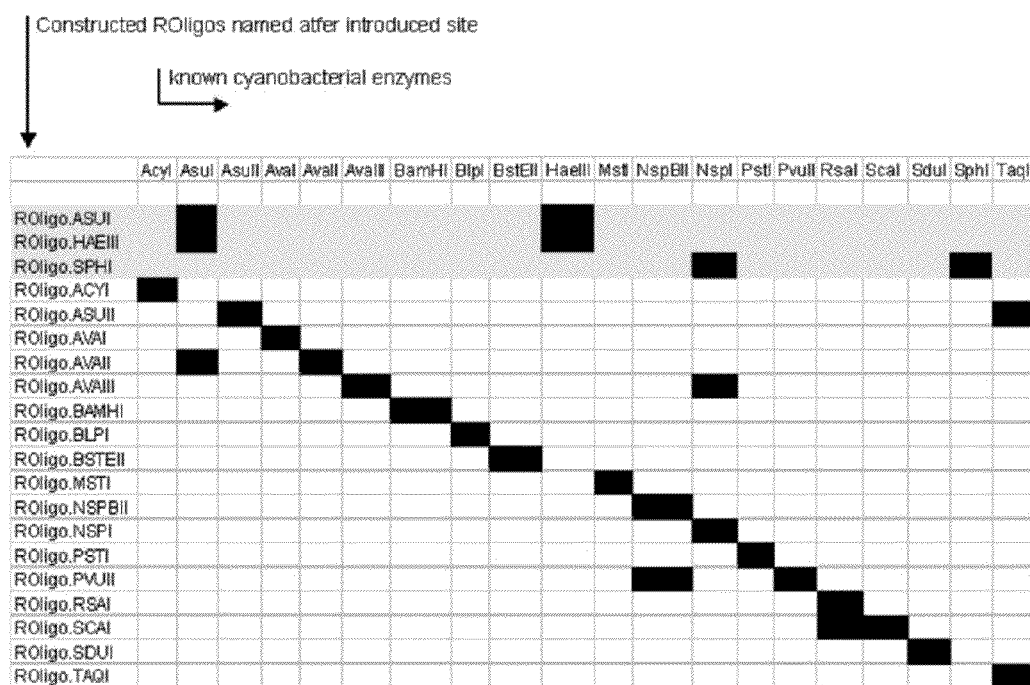 Constructed ROligos named atfer introduced site
known cyanobacterial enzymes
AcyI AsuI AsuII AvaI AvaII AvaIII BamHI BlpI BstEII HaeIII MstI NspBII NspI PstI PvuII RsaI ScaI SduI SphI TaqI
ROligo.ASUI
ROligo.HAEIII
ROligo.SPHI
ROligo.ACYI
ROligo.ASUII
ROligo.AVAI
ROligo.AVAII
ROligo.AVAIII
ROligo.BAMHI
ROligo.BLPI
ROligo.BSTEII
ROligo.MSTI
ROligo.NSPBII
ROligo.NSPI
ROligo.PSTI
ROligo.PVUII
ROligo.RSAI
ROligo.SCAI
ROligo.SDUI
ROligo.TAQI